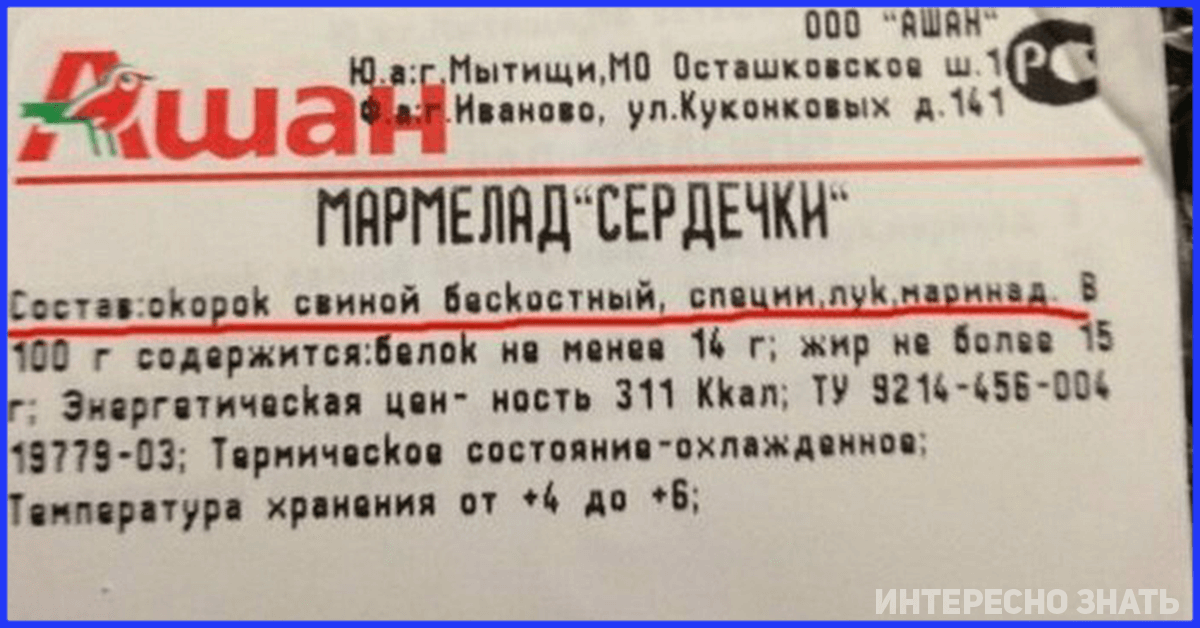 ООО "АШАН"
Ашан
Ю.а:г.Мытищи,МО Осташковское ш.1
Ф.а:г.Иваново, ул.Куконковых д.141
РС
МАРМЕЛАД"СЕРДЕЧКИ"
Состав:окорок свиной бескостный, специи,лук,маринад. В
100 г содержится:белок не менее 14 г; жир не более 15
г; Энергетическая цен- ность 311 Ккал; ТУ 9214-456-004
19779-03; Термическое состояние-охлажденное;
Температура хранения от +4 до +6;
ИНТЕРЕСНО ЗНАТЬ